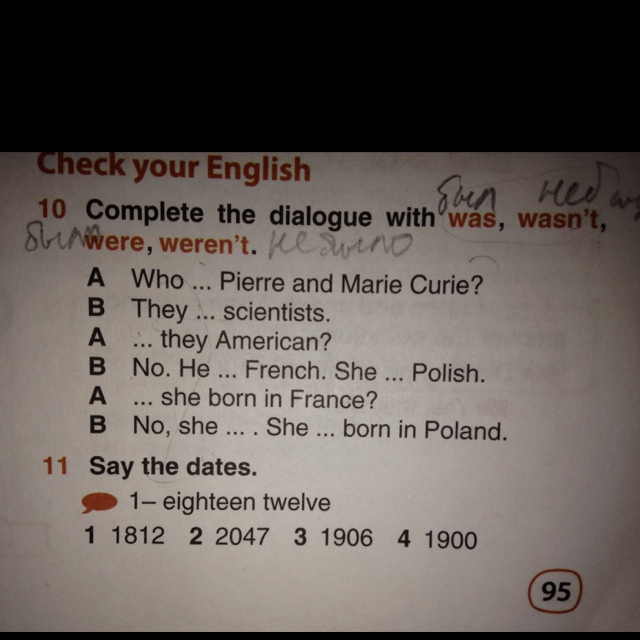 Check your English
10 Complete the dialogue with was, wasn't,
were, weren't.
A Who ... Pierre and Marie Curie?
B They ... scientists.
A ... they American?
B No. He ... French. She ... Polish.
A ... she born in France?
B No, she ... . She ... born in Poland.
11 Say the dates.
1– eighteen twelve
1 1812 2 2047 3 1906 4 1900
95